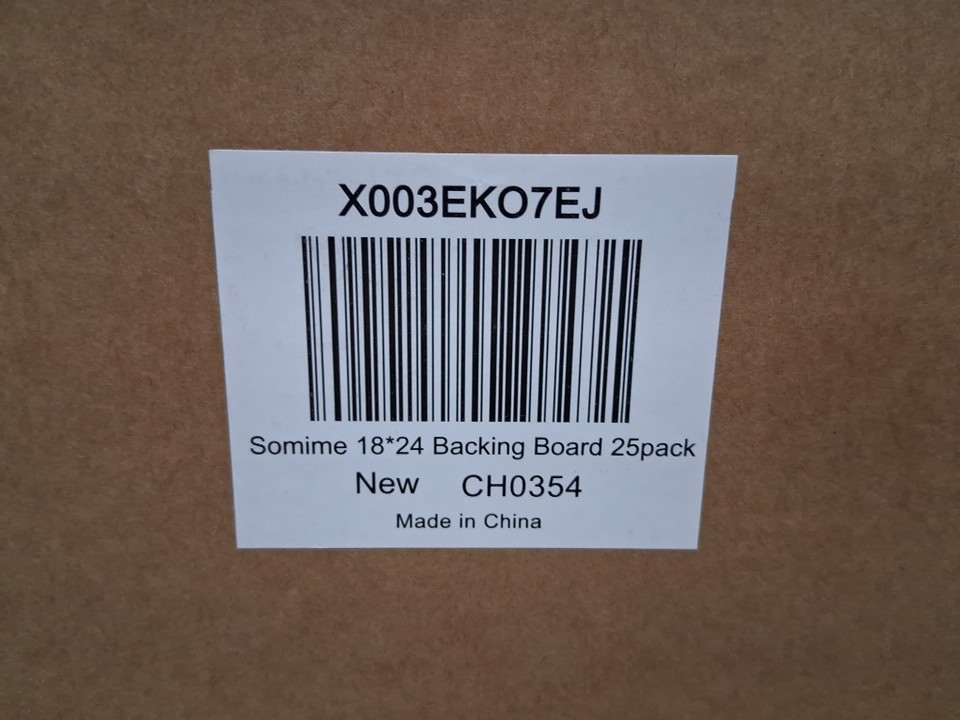 X003EKO7EJ
Somime 18*24 Backing Board 25pack
New CH0354
Made in China